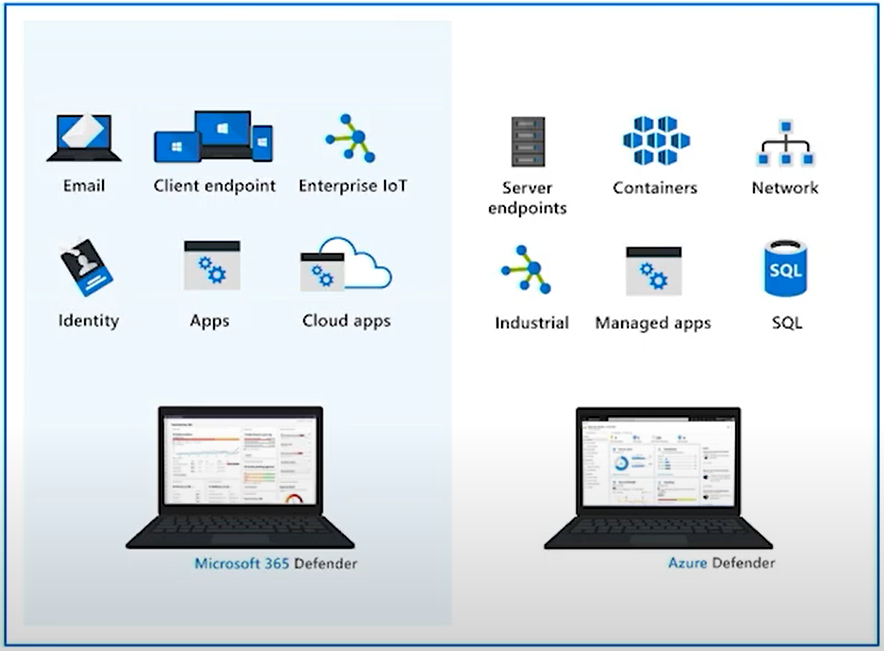 Email
Client endpoint
Enterprise IoT
Identity
Apps
Cloud apps
Microsoft 365 Defender
Server
endpoints
Containers
Network
Industrial
Managed apps
SQL
SQL
Azure Defender